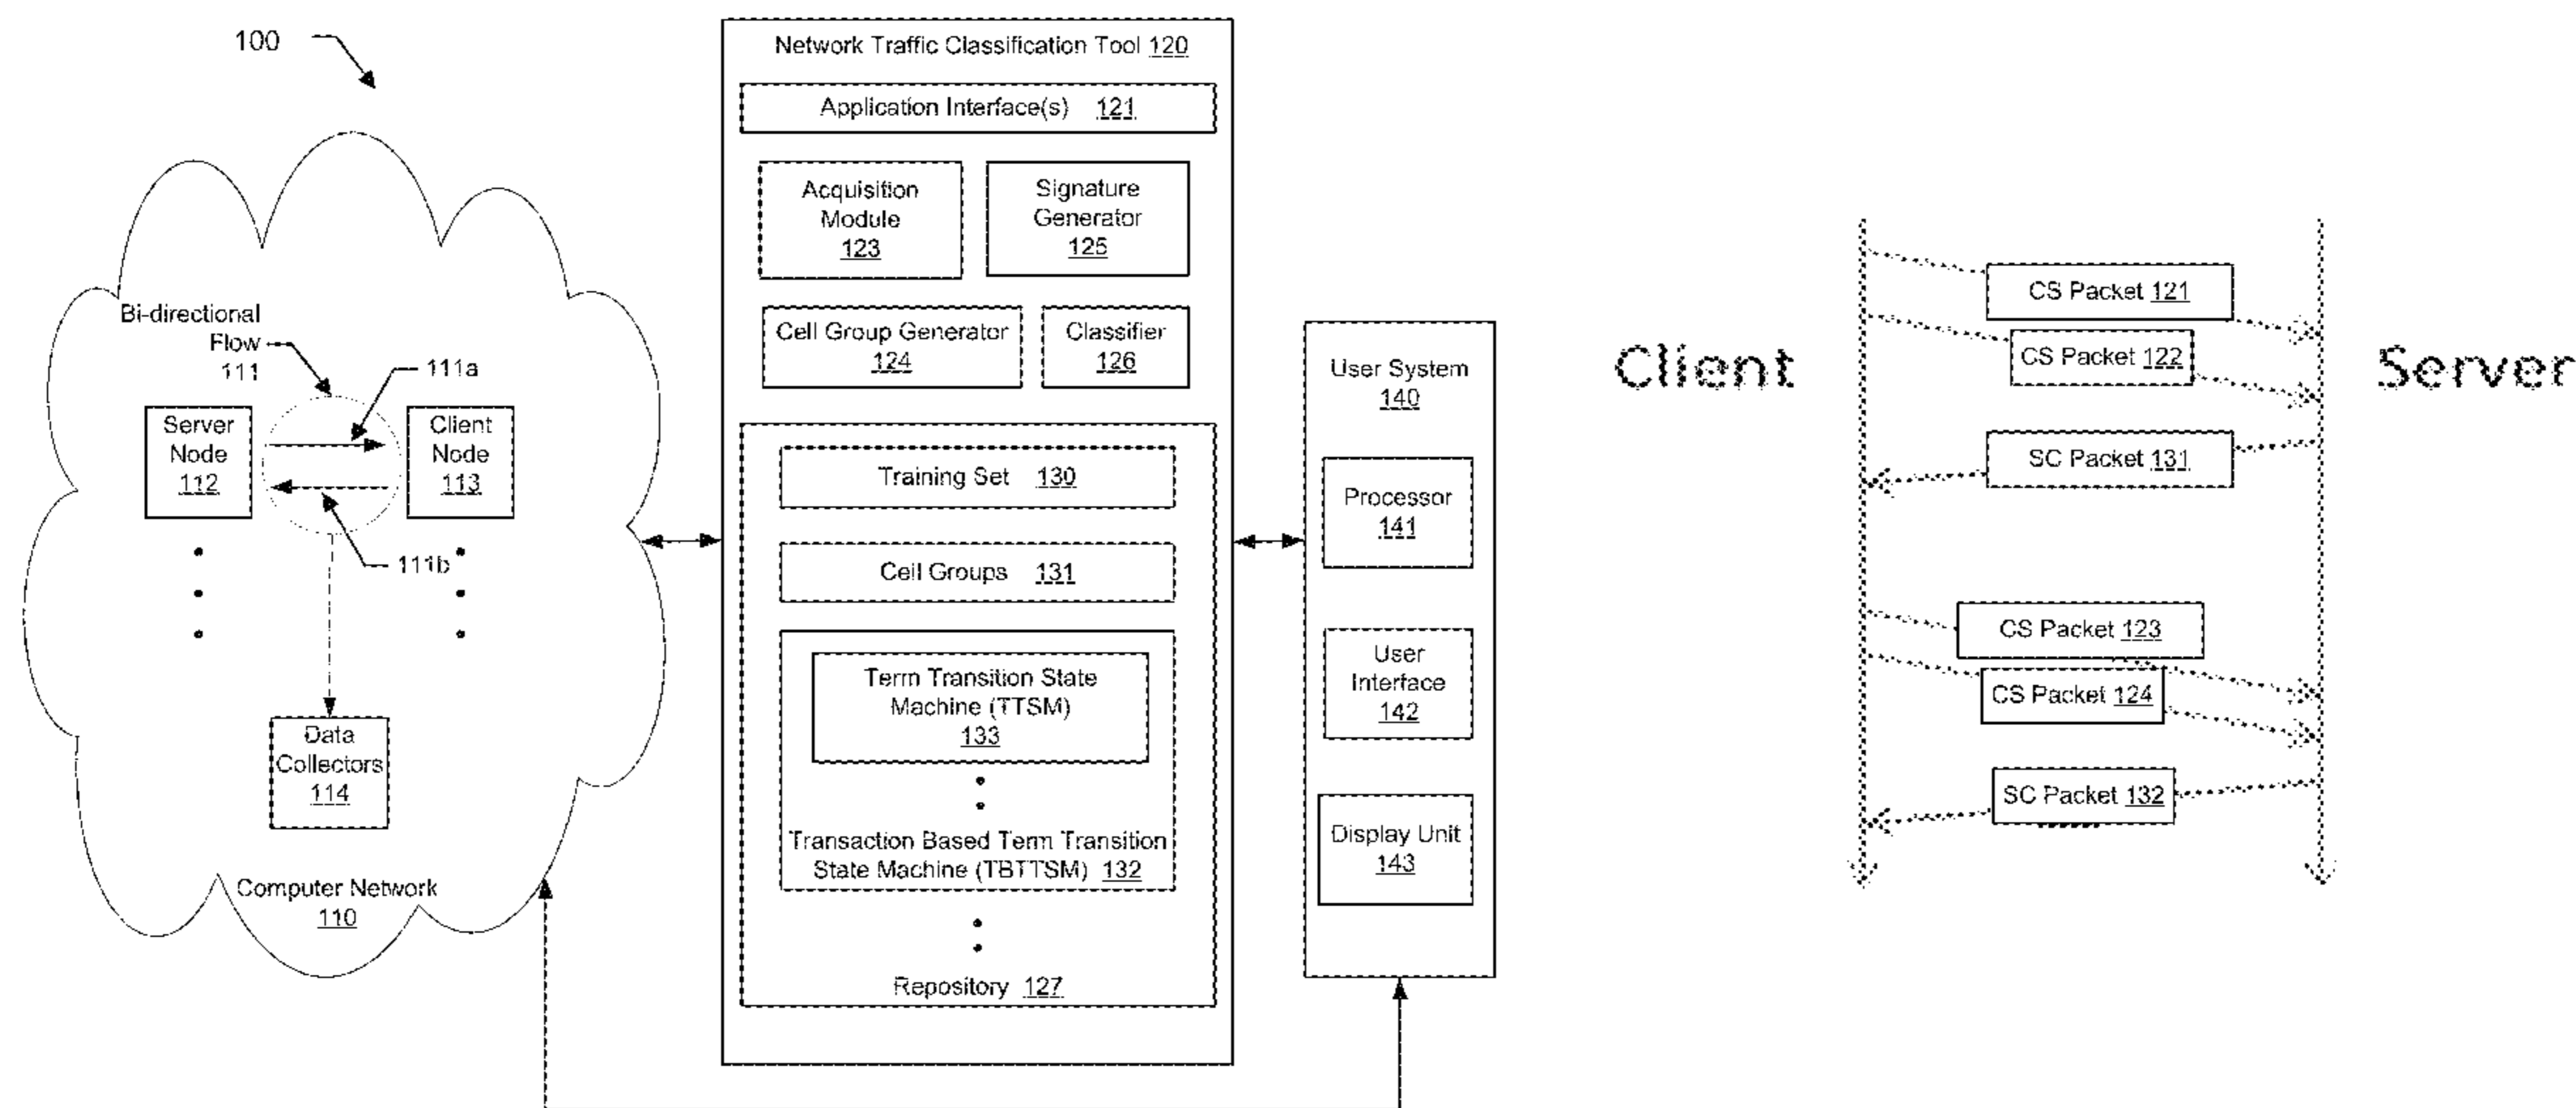 100
Bi-directional
Flow
111
111a
111b
Server
Node
112
Client
Node
113
Data
Collectors
114
Computer Network
110
Network Traffic Classification Tool 120
Application Interface(s) 121
Acquisition
Module
123
Signature
Generator
125
Cell Group Generator
124
Classifier
126
Training Set 130
Cell Groups 131
Term Transition State
Machine (TTSM)
133
Transaction Based Term Transition
State Machine (TBTTSM) 132
Repository 127
User System
140
Processor
141
User
Interface
142
Display Unit
143
Client
Server
CS Packet 121
CS Packet 122
SC Packet 131
CS Packet 123
CS Packet 124
SC Packet 132